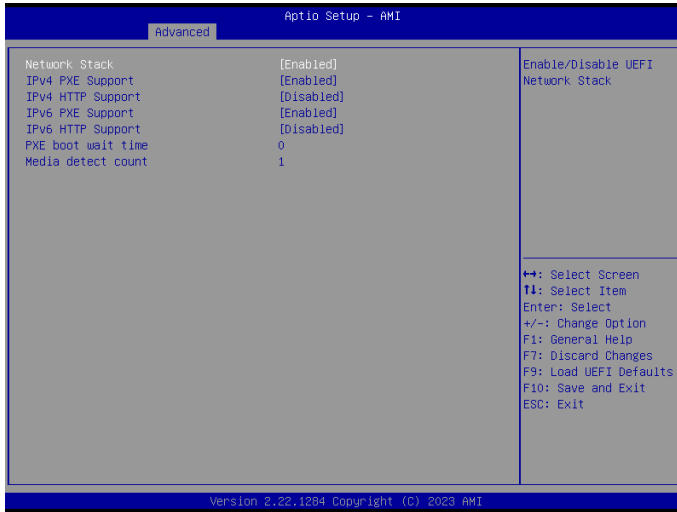 Aptio Setup – AMI
Advanced
Network Stack [Enabled]
IPv4 PXE Support [Enabled]
IPv4 HTTP Support [Disabled]
IPv6 PXE Support [Enabled]
IPv6 HTTP Support [Disabled]
PXE boot wait time 0
Media detect count 1
Enable/Disable UEFI
Network Stack
↔: Select Screen
↑↓: Select Item
Enter: Select
+/-: Change Option
F1: General Help
F7: Discard Changes
F9: Load UEFI Defaults
F10: Save and Exit
ESC: Exit
Version 2.22.1284 Copyright (C) 2023 AMI